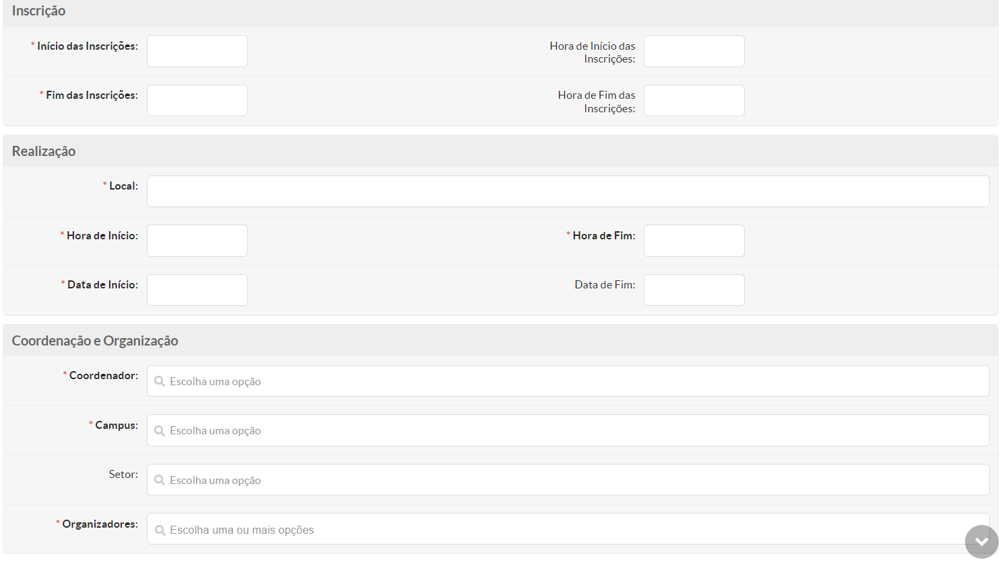 Inscrição
* Início das Inscrições:
Hora de Início das
Inscrições:
* Fim das Inscrições:
Hora de Fim das
Inscrições:
Realização
* Local:
* Hora de Início:
* Hora de Fim:
* Data de Início:
Data de Fim:
Coordenação e Organização
* Coordenador:
Escolha uma opção
* Campus:
Escolha uma opção
Setor:
Escolha uma opção
* Organizadores:
Escolha uma ou mais opções